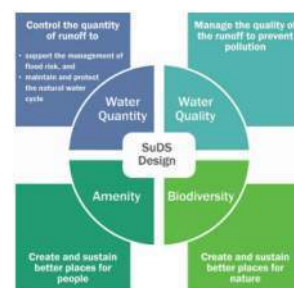 Control the quantity
of runoff to
• support the management of
flood risk, and
• maintain and protect
the natural water
cycle
Manage the quality of
the runoff to prevent
pollution
Water
Quantity
Water
Quality
SuDS
Design
Amenity
Biodiversity
Create and sustain
better places for
people
Create and sustain
better places for
nature